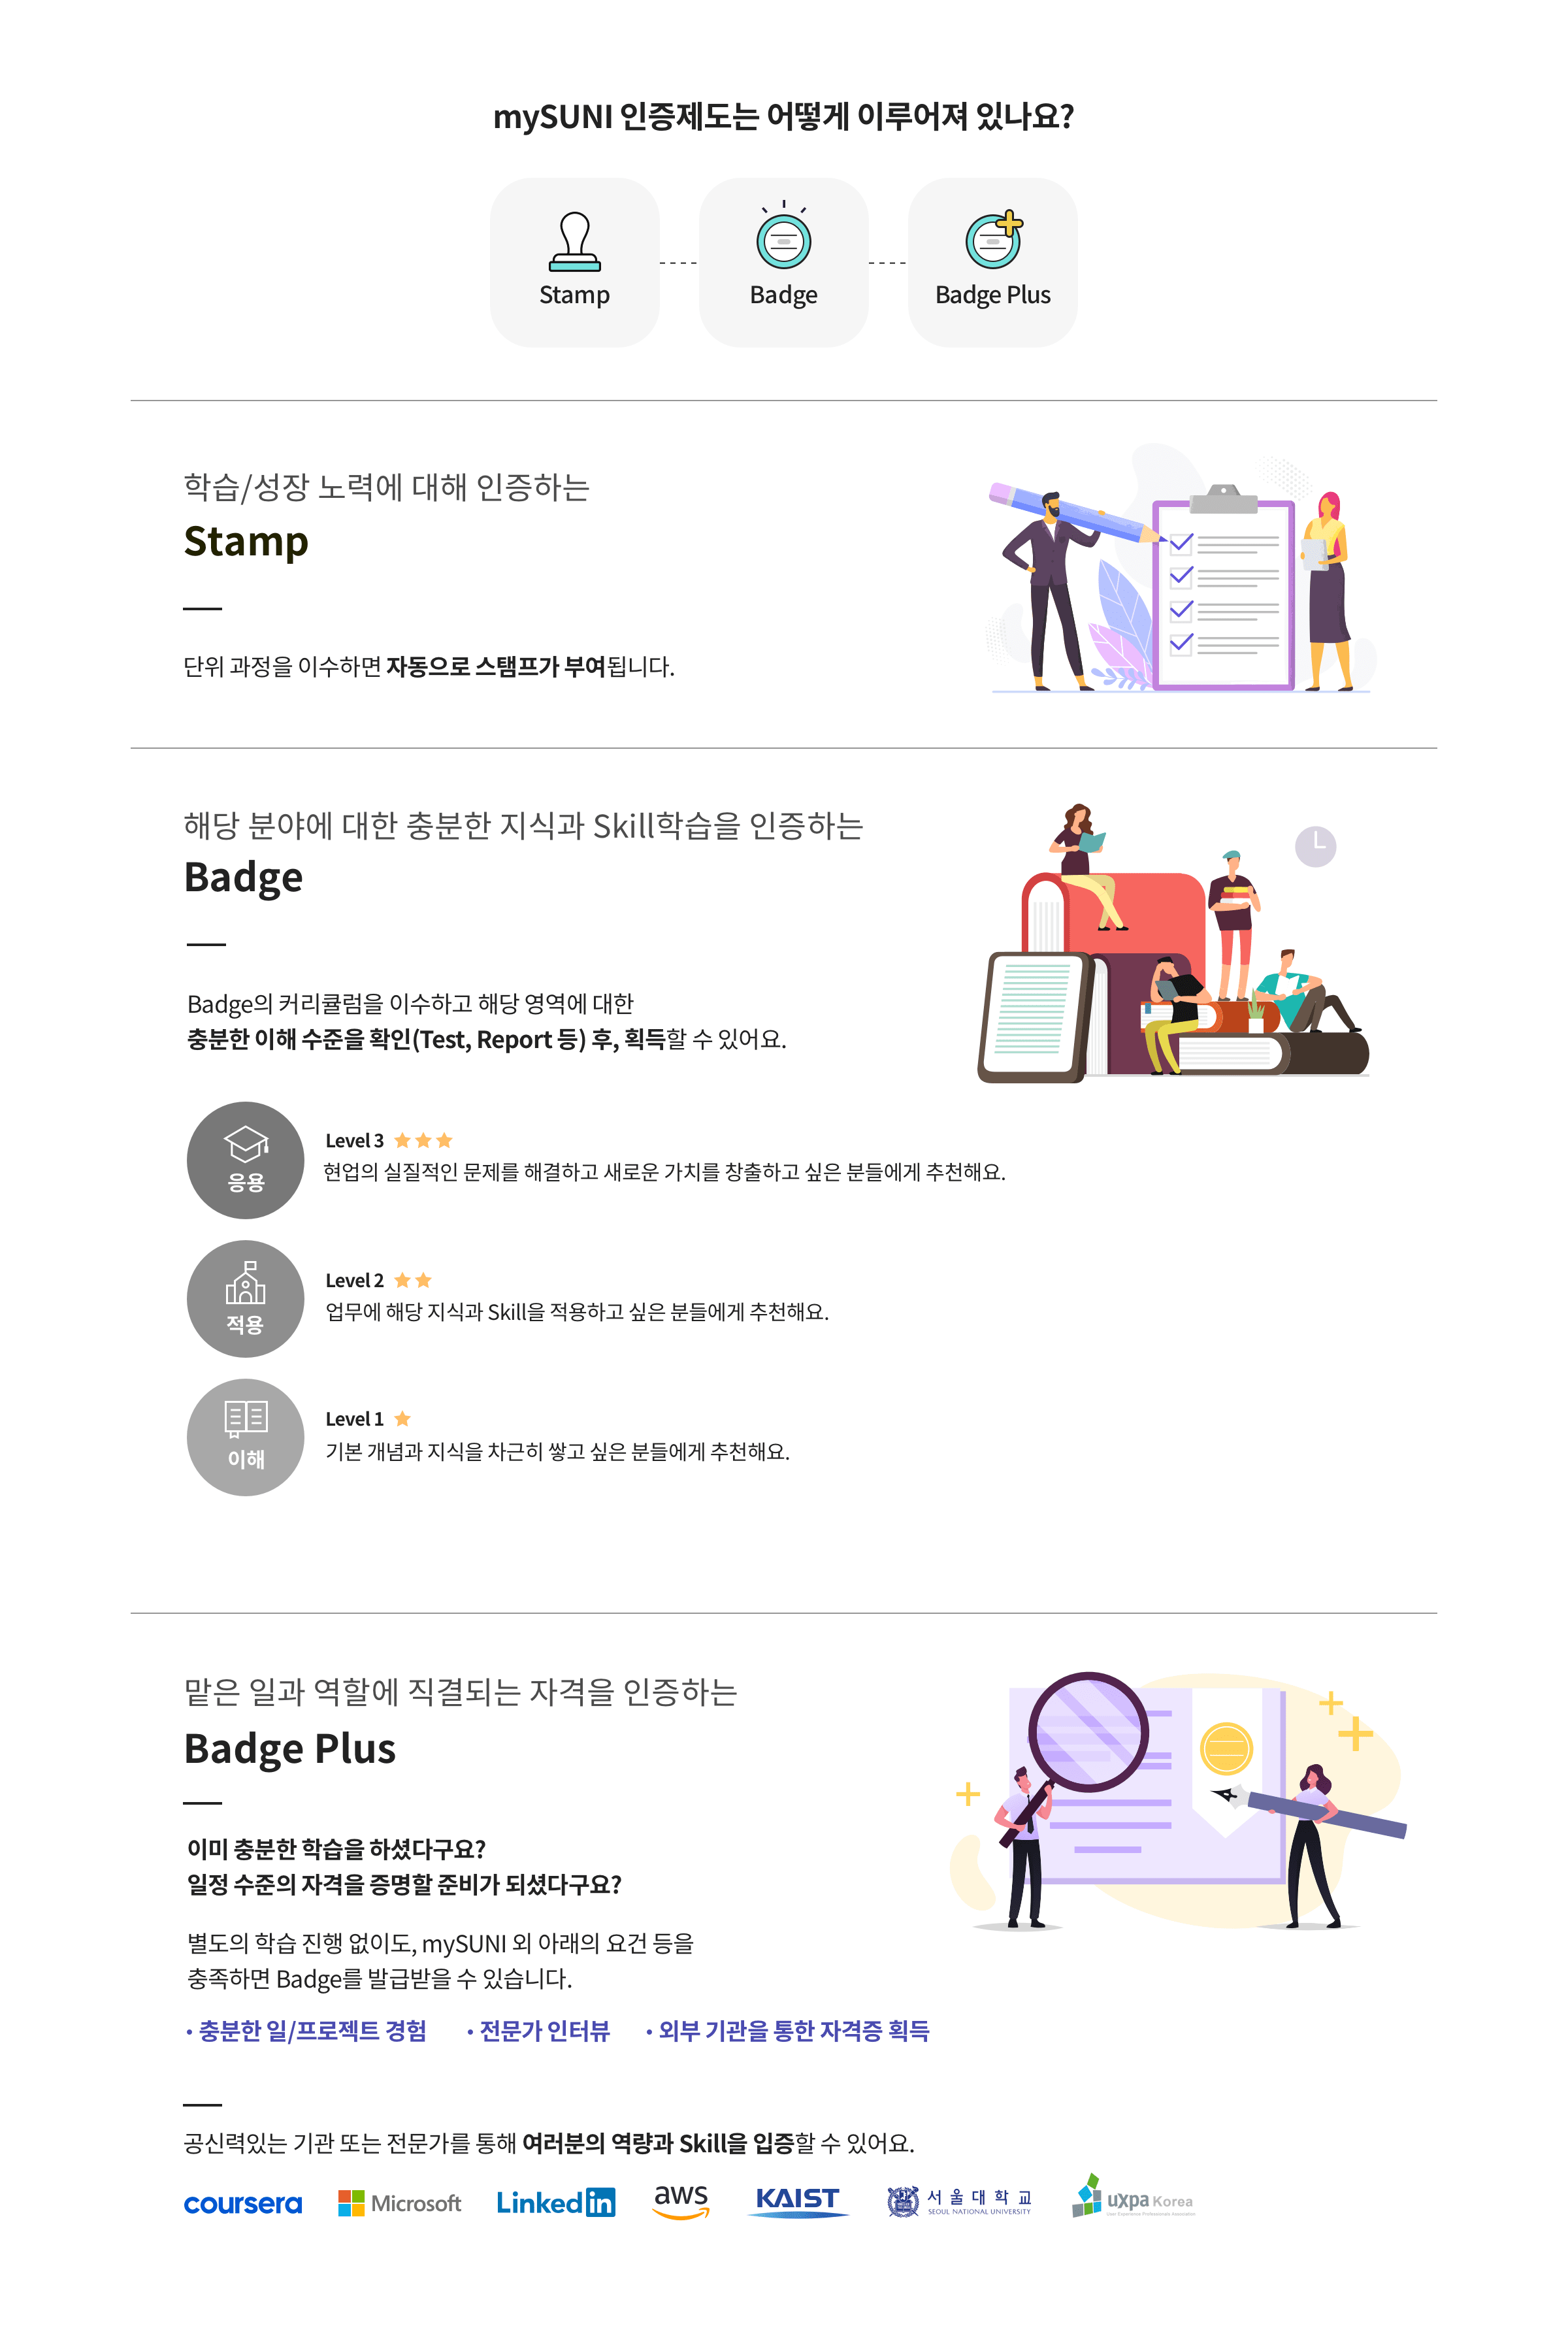 mySUNI 인증제도는 어떻게 이루어져 있나요?
Stamp
Badge
Badge Plus
학습/성장 노력에 대해 인증하는
Stamp
단위 과정을 이수하면 자동으로 스탬프가 부여됩니다.
해당 분야에 대한 충분한 지식과 Skill학습을 인증하는
Badge
Badge의 커리큘럼을 이수하고 해당 영역에 대한
충분한 이해 수준을 확인(Test, Report 등) 후, 획득할 수 있어요.
응용
Level 3
현업의 실질적인 문제를 해결하고 새로운 가치를 창출하고 싶은 분들에게 추천해요.
적용
Level 2
업무에 해당 지식과 Skill을 적용하고 싶은 분들에게 추천해요.
이해
Level 1
기본 개념과 지식을 차근히 쌓고 싶은 분들에게 추천해요.
맡은 일과 역할에 직결되는 자격을 인증하는
Badge Plus
이미 충분한 학습을 하셨다구요?
일정 수준의 자격을 증명할 준비가 되셨다구요?
별도의 학습 진행 없이도, mySUNI 외 아래의 요건 등을
충족하면 Badge를 발급받을 수 있습니다.
• 충분한 일/프로젝트 경험 • 전문가 인터뷰 • 외부 기관을 통한 자격증 획득
공신력있는 기관 또는 전문가를 통해 여러분의 역량과 Skill을 입증할 수 있어요.
coursera
Microsoft
Linkedin
aws
KAIST
서울대학교
SEOUL NATIONAL UNIVERSITY
uxpa Korea
User Experience Professionals Association